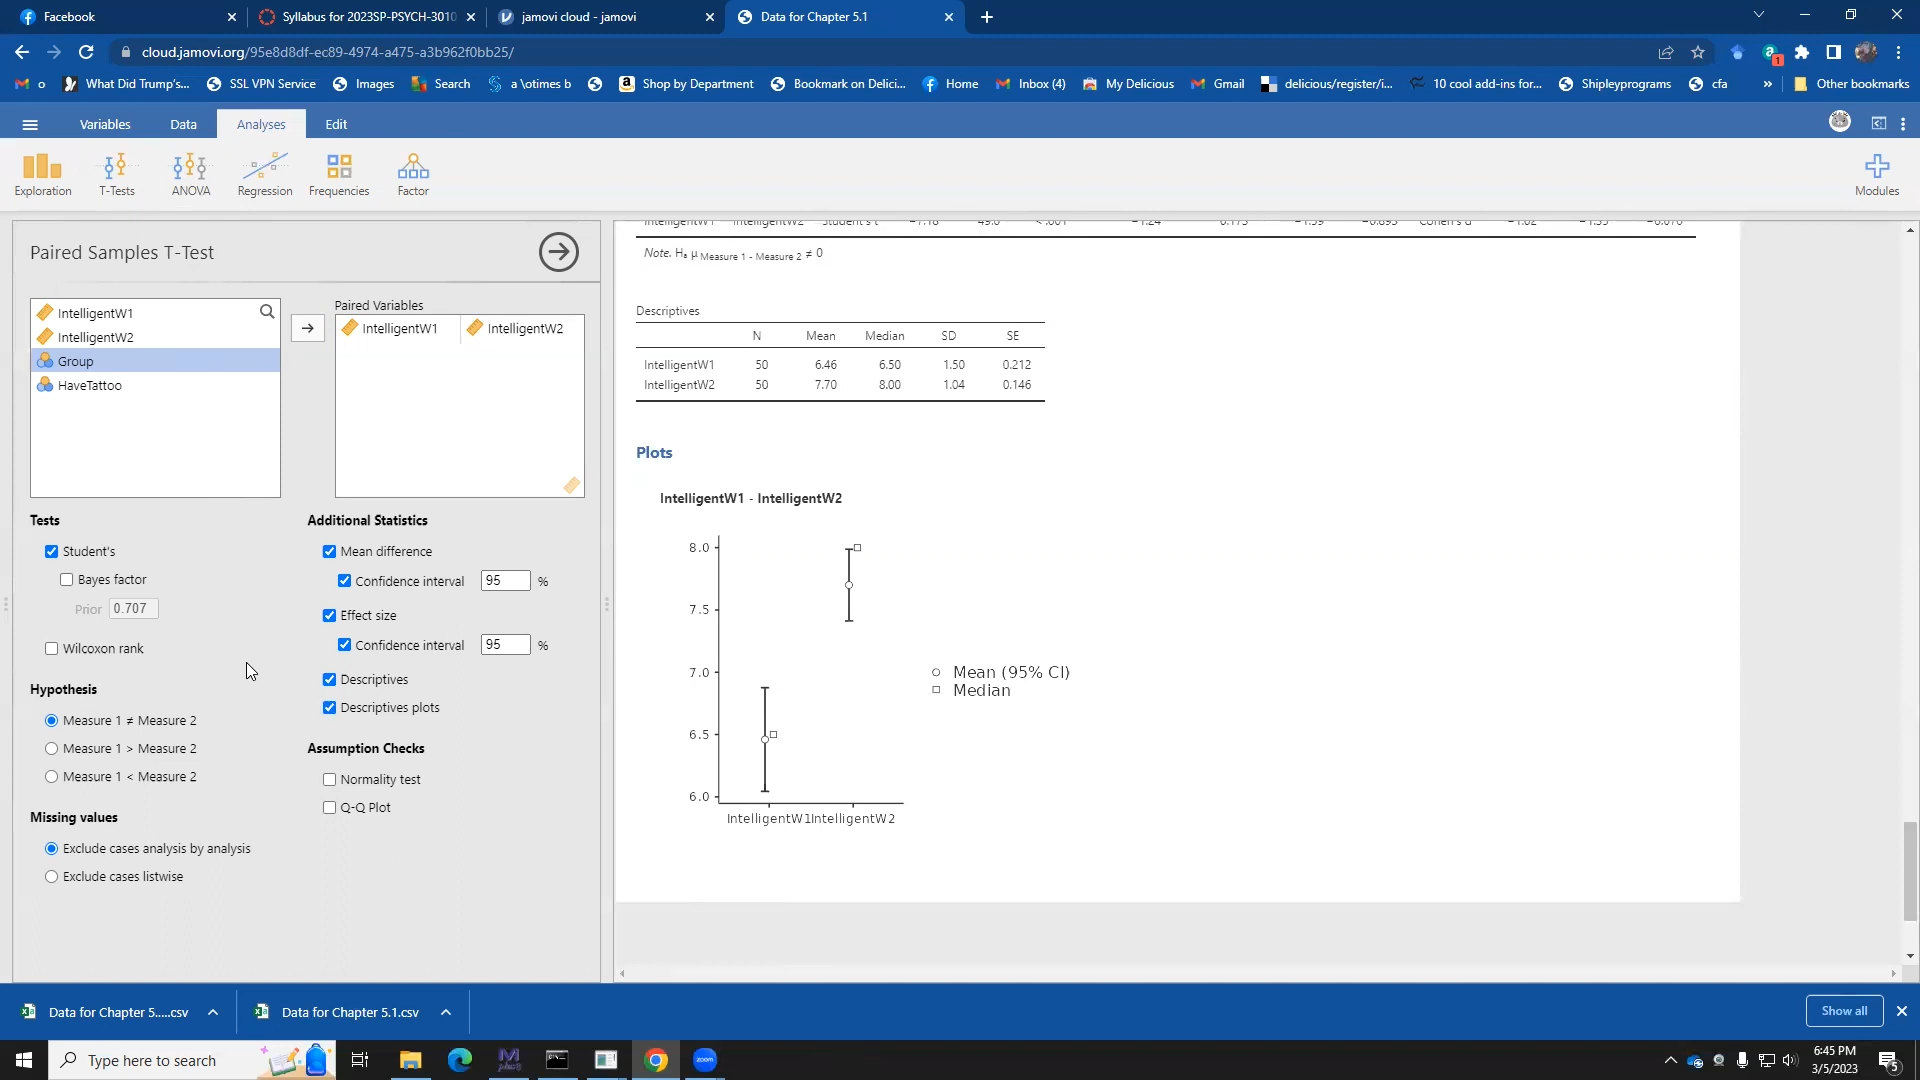 Facebook
Syllabus for 2023SP-PSYCH-3010
jamovi cloud - jamovi
Data for Chapter 5.1
cloud.jamovi.org/95e8d8df-ec89-4974-a475-a3b962f0bb25/
o
What Did Trump's...
SSL VPN Service
Images
Search
a \otimes b
Shop by Department
Bookmark on Delici...
Home
Inbox (4)
My Delicious
Gmail
delicious/register/i...
10 cool add-ins for...
Shipleyprograms
cfa
»
Other bookmarks
Variables
Data
Analyses
Edit
Exploration
T-Tests
ANOVA
Regression
Frequencies
Factor
Modules
Paired Samples T-Test
IntelligentW1
IntelligentW2
Group
HaveTattoo
Paired Variables
IntelligentW1 IntelligentW2
Tests
Student's
Bayes factor
Prior 0.707
Wilcoxon rank
Hypothesis
Measure 1 ≠ Measure 2
Measure 1 > Measure 2
Measure 1 < Measure 2
Missing values
Exclude cases analysis by analysis
Exclude cases listwise
Additional Statistics
Mean difference
Confidence interval 95 %
Effect size
Confidence interval 95 %
Descriptives
Descriptives plots
Assumption Checks
Normality test
Q-Q Plot
Note. Hₐ μ Measure 1 - Measure 2 ≠ 0
Descriptives
N Mean Median SD SE
IntelligentW1 50 6.46 6.50 1.50 0.212
IntelligentW2 50 7.70 8.00 1.04 0.146
Plots
IntelligentW1 - IntelligentW2
8.0
7.5
7.0
6.5
6.0
IntelligentW1IntelligentW2
Mean (95% CI)
Median
Data for Chapter 5.....csv
Data for Chapter 5.1.csv
Show all
Type here to search
zoom
6:45 PM
3/5/2023
5